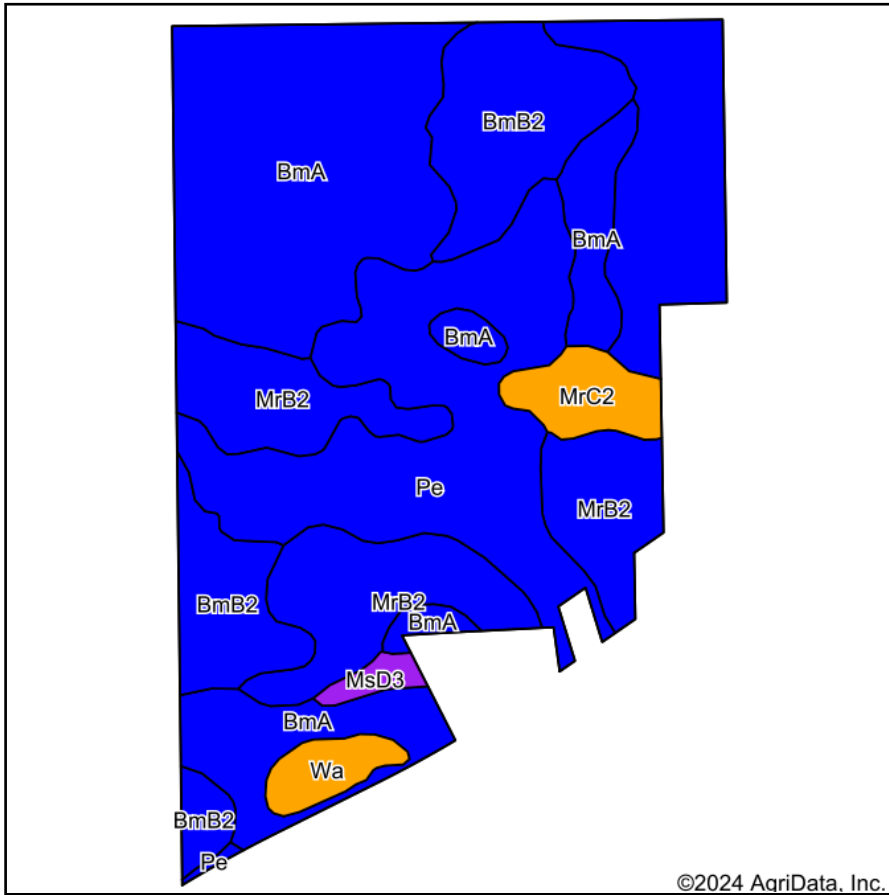 BmB2
BmA
BmA
BmA
MrB2
MrC2
Pe
MrB2
BmB2
MrB2
BmA
MsD3
BmA
Wa
BmB2
Pe
©2024 AgriData, Inc.